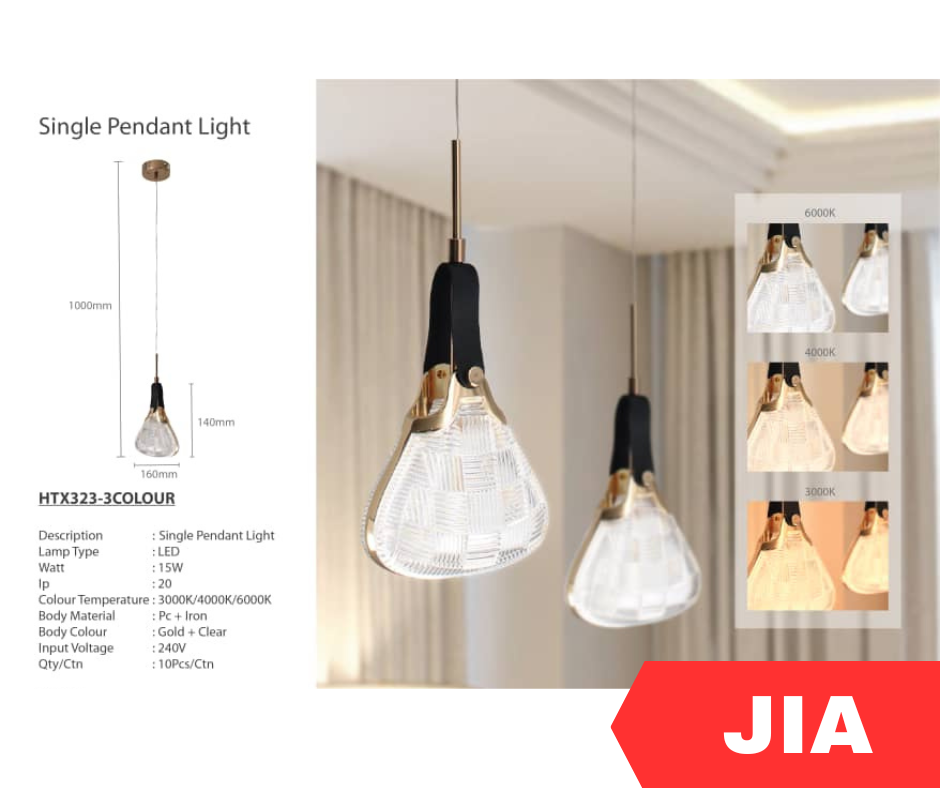 Single Pendant Light
1000mm
140mm
160mm
HTX323-3COLOUR
Description : Single Pendant Light
Lamp Type : LED
Watt : 15W
Ip : 20
Colour Temperature : 3000K/4000K/6000K
Body Material : Pc + Iron
Body Colour : Gold + Clear
Input Voltage : 240V
Qty/Ctn : 10Pcs/Ctn
6000K
4000K
3000K
JIA